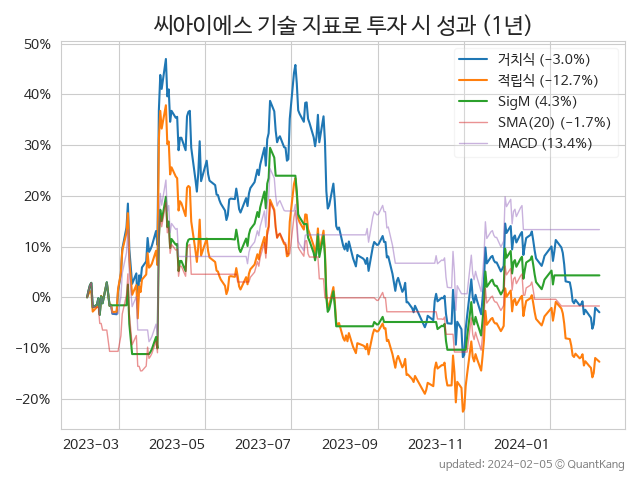 씨아이에스 기술 지표로 투자 시 성과 (1년)
50%
40%
30%
20%
10%
0%
−10%
−20%
거치식 (−3.0%)
적립식 (−12.7%)
SigM (4.3%)
SMA(20) (−1.7%)
MACD (13.4%)
2023-03
2023-05
2023-07
2023-09
2023-11
2024-01
updated: 2024-02-05 © QuantKang